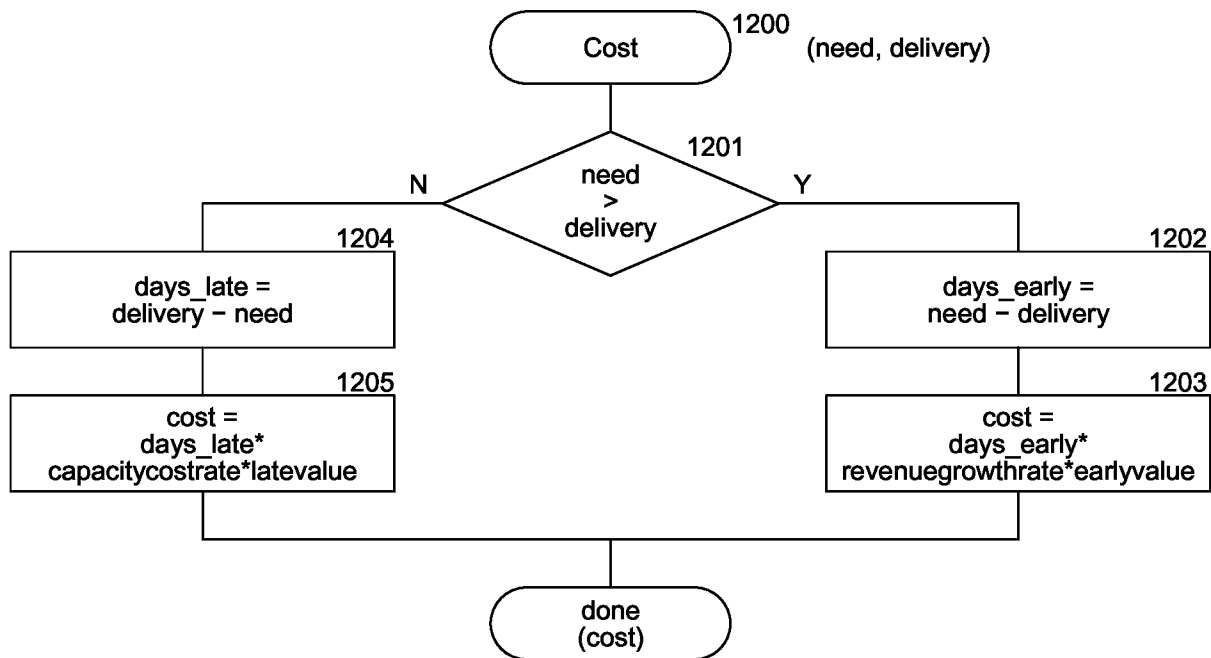 1200
Cost
(need, delivery)
1201
need
>
delivery
N
Y
1204
days_late =
delivery − need
1202
days_early =
need − delivery
1205
cost =
days_late*
capacitycostrate*latevalue
1203
cost =
days_early*
revenuegrowthrate*earlyvalue
done
(cost)